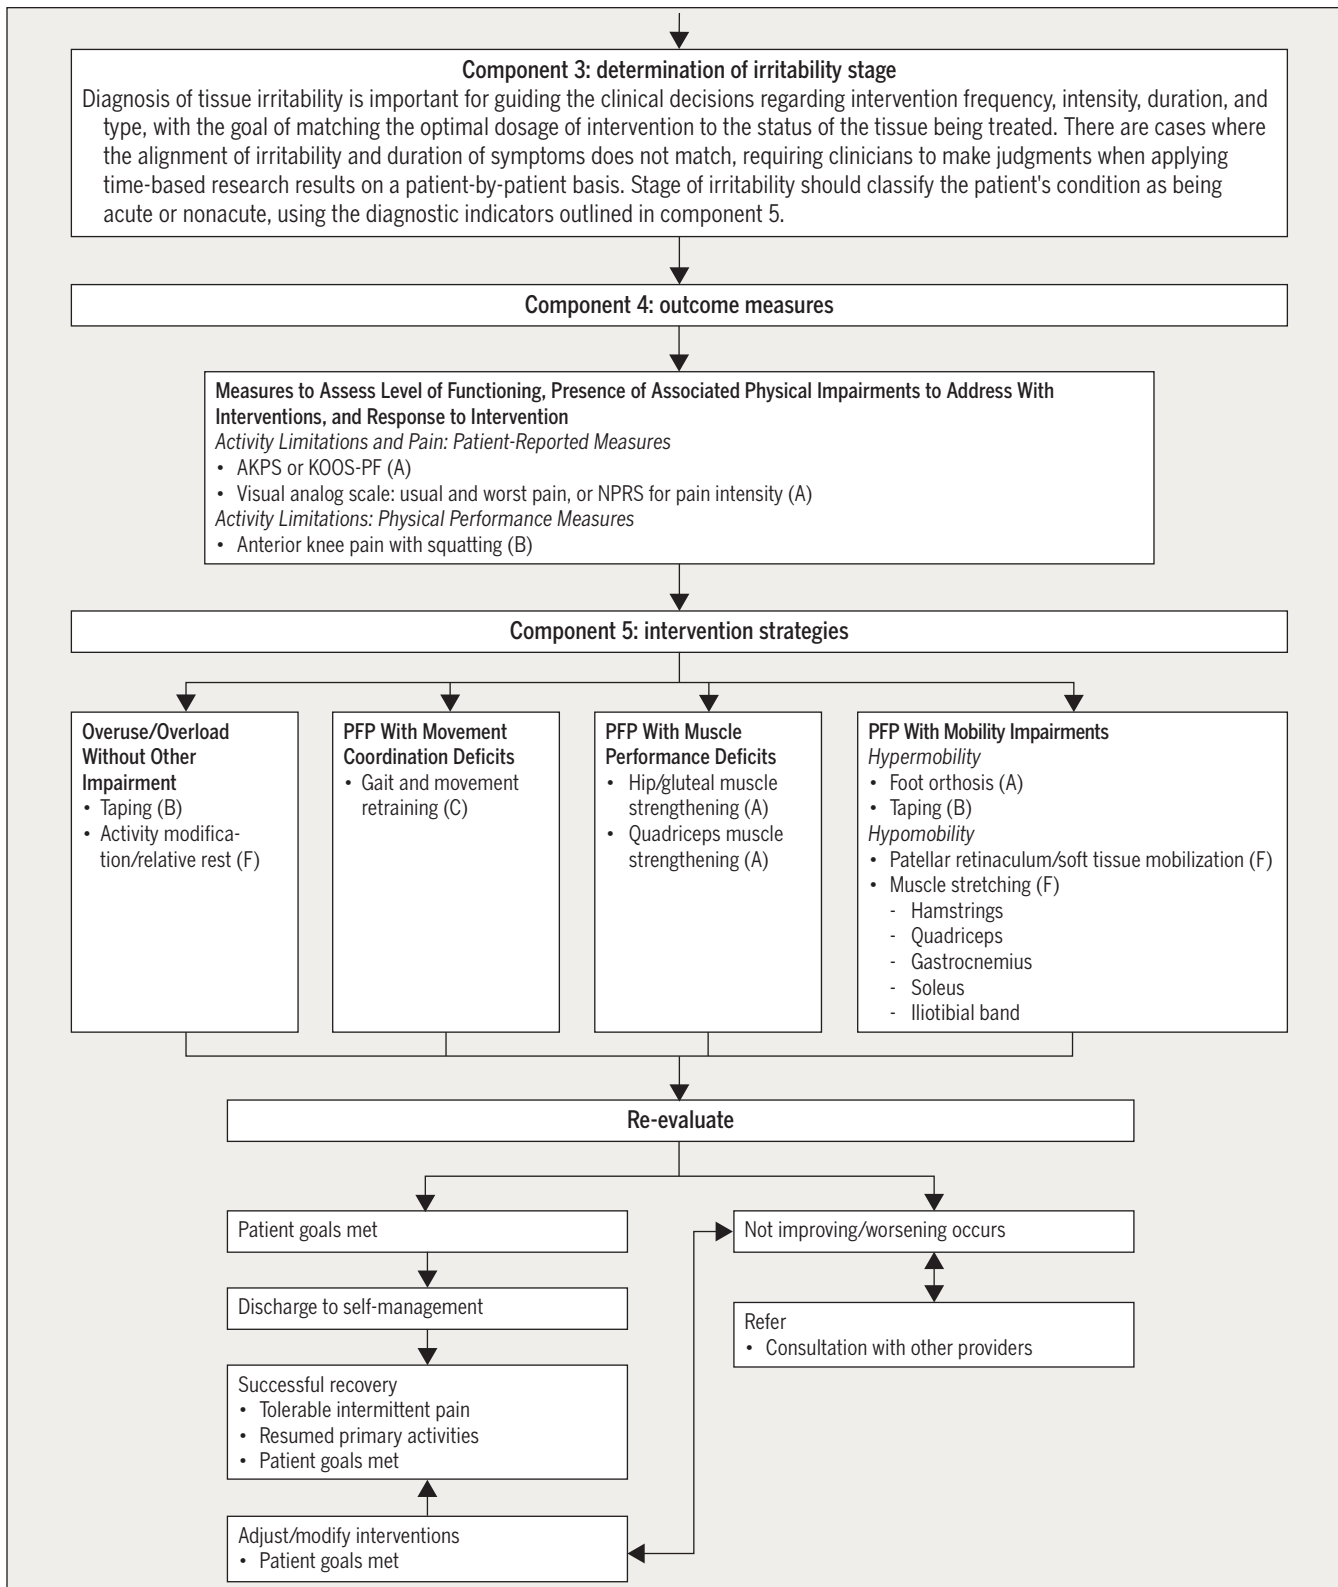 Component 3: determination of irritability stage
Diagnosis of tissue irritability is important for guiding the clinical decisions regarding intervention frequency, intensity, duration, and
type, with the goal of matching the optimal dosage of intervention to the status of the tissue being treated. There are cases where
the alignment of irritability and duration of symptoms does not match, requiring clinicians to make judgments when applying
time-based research results on a patient-by-patient basis. Stage of irritability should classify the patient's condition as being
acute or nonacute, using the diagnostic indicators outlined in component 5.
Component 4: outcome measures
Measures to Assess Level of Functioning, Presence of Associated Physical Impairments to Address With
Interventions, and Response to Intervention
Activity Limitations and Pain: Patient-Reported Measures
• AKPS or KOOS-PF (A)
• Visual analog scale: usual and worst pain, or NPRS for pain intensity (A)
Activity Limitations: Physical Performance Measures
• Anterior knee pain with squatting (B)
Component 5: intervention strategies
Overuse/Overload
Without Other
Impairment
• Taping (B)
• Activity modifica-
tion/relative rest (F)
PFP With Movement
Coordination Deficits
• Gait and movement
retraining (C)
PFP With Muscle
Performance Deficits
• Hip/gluteal muscle
strengthening (A)
• Quadriceps muscle
strengthening (A)
PFP With Mobility Impairments
Hypermobility
• Foot orthosis (A)
• Taping (B)
Hypomobility
• Patellar retinaculum/soft tissue mobilization (F)
• Muscle stretching (F)
- Hamstrings
- Quadriceps
- Gastrocnemius
- Soleus
- Iliotibial band
Re-evaluate
Patient goals met
Discharge to self-management
Successful recovery
• Tolerable intermittent pain
• Resumed primary activities
• Patient goals met
Adjust/modify interventions
• Patient goals met
Not improving/worsening occurs
Refer
• Consultation with other providers